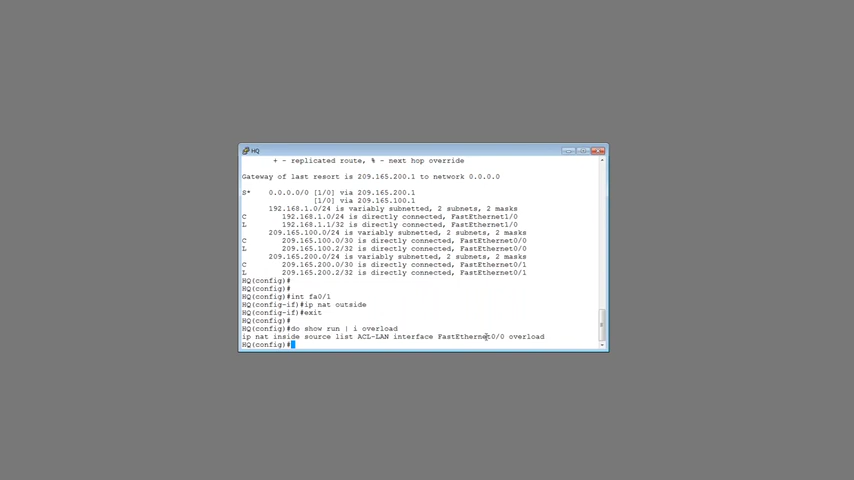 HQ
+ - replicated route, % - next hop override
Gateway of last resort is 209.165.200.1 to network 0.0.0.0
S*    0.0.0.0/0 [1/0] via 209.165.200.1
[1/0] via 209.165.100.1
192.168.1.0/24 is variably subnetted, 2 subnets, 2 masks
C        192.168.1.0/24 is directly connected, FastEthernet1/0
L        192.168.1.1/32 is directly connected, FastEthernet1/0
209.165.100.0/24 is variably subnetted, 2 subnets, 2 masks
C        209.165.100.0/30 is directly connected, FastEthernet0/0
L        209.165.100.2/32 is directly connected, FastEthernet0/0
209.165.200.0/24 is variably subnetted, 2 subnets, 2 masks
C        209.165.200.0/30 is directly connected, FastEthernet0/1
L        209.165.200.2/32 is directly connected, FastEthernet0/1
HQ(config)#
HQ(config)#
HQ(config)#int fa0/1
HQ(config-if)#ip nat outside
HQ(config-if)#exit
HQ(config)#
HQ(config)#do show run | i overload
ip nat inside source list ACL-LAN interface FastEthernet0/0 overload
HQ(config)#